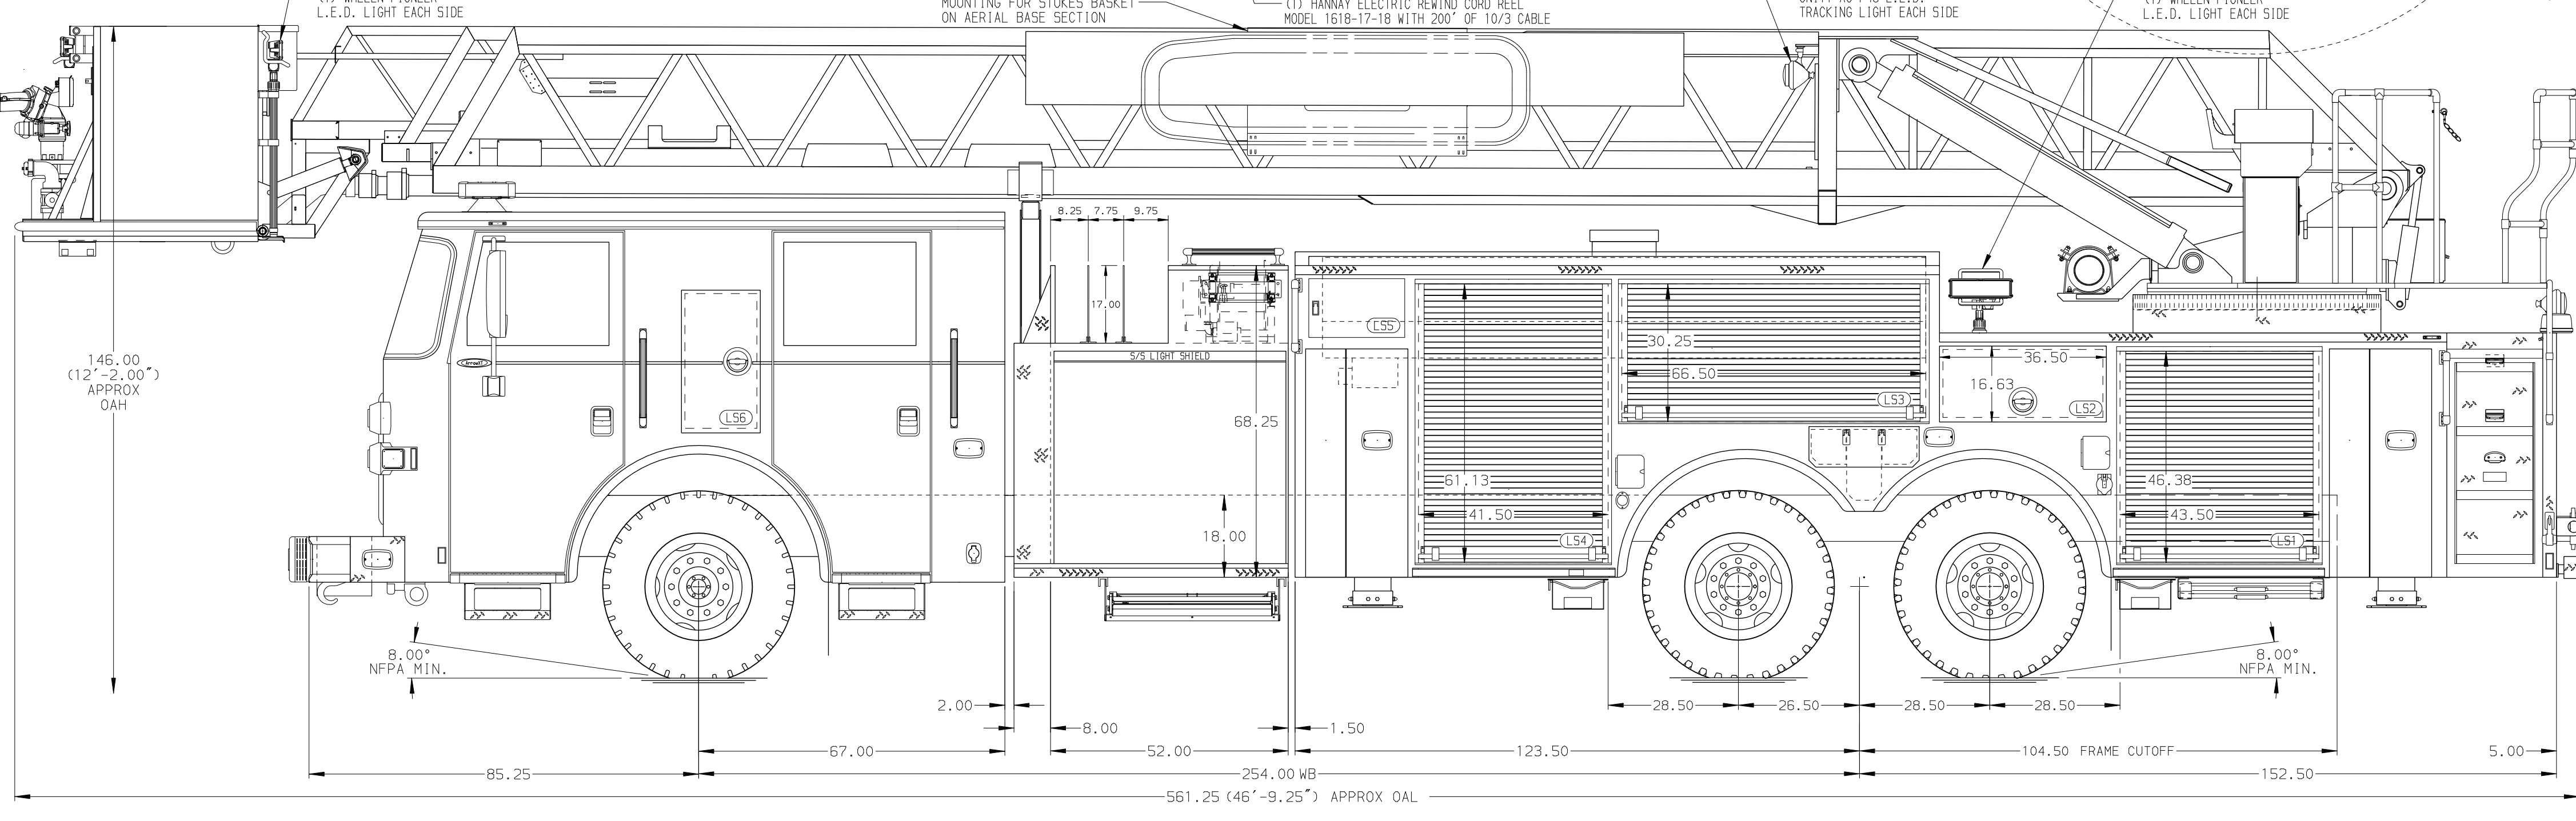 L.E.D. LIGHT EACH SIDE
MOUNTING FOR STOKES BASKET
ON AERIAL BASE SECTION
(1) HANNAY ELECTRIC REWIND CORD REEL
MODEL 1618-17-18 WITH 200' OF 10/3 CABLE
TRACKING LIGHT EACH SIDE
(1) WHELEN PIONEER
L.E.D. LIGHT EACH SIDE
8.25
7.75
9.75
17.00
S/S LIGHT SHIELD
146.00
(12'-2.00")
APPROX
OAH
LS6
68.25
18.00
30.25
66.50
LS3
36.50
16.63
LS2
61.13
41.50
LS4
46.38
43.50
LS1
8.00°
NFPA MIN.
8.00°
NFPA MIN.
2.00
8.00
1.50
28.50
26.50
28.50
28.50
67.00
52.00
123.50
104.50 FRAME CUTOFF
5.00
85.25
254.00 WB
152.50
561.25 (46'-9.25") APPROX OAL